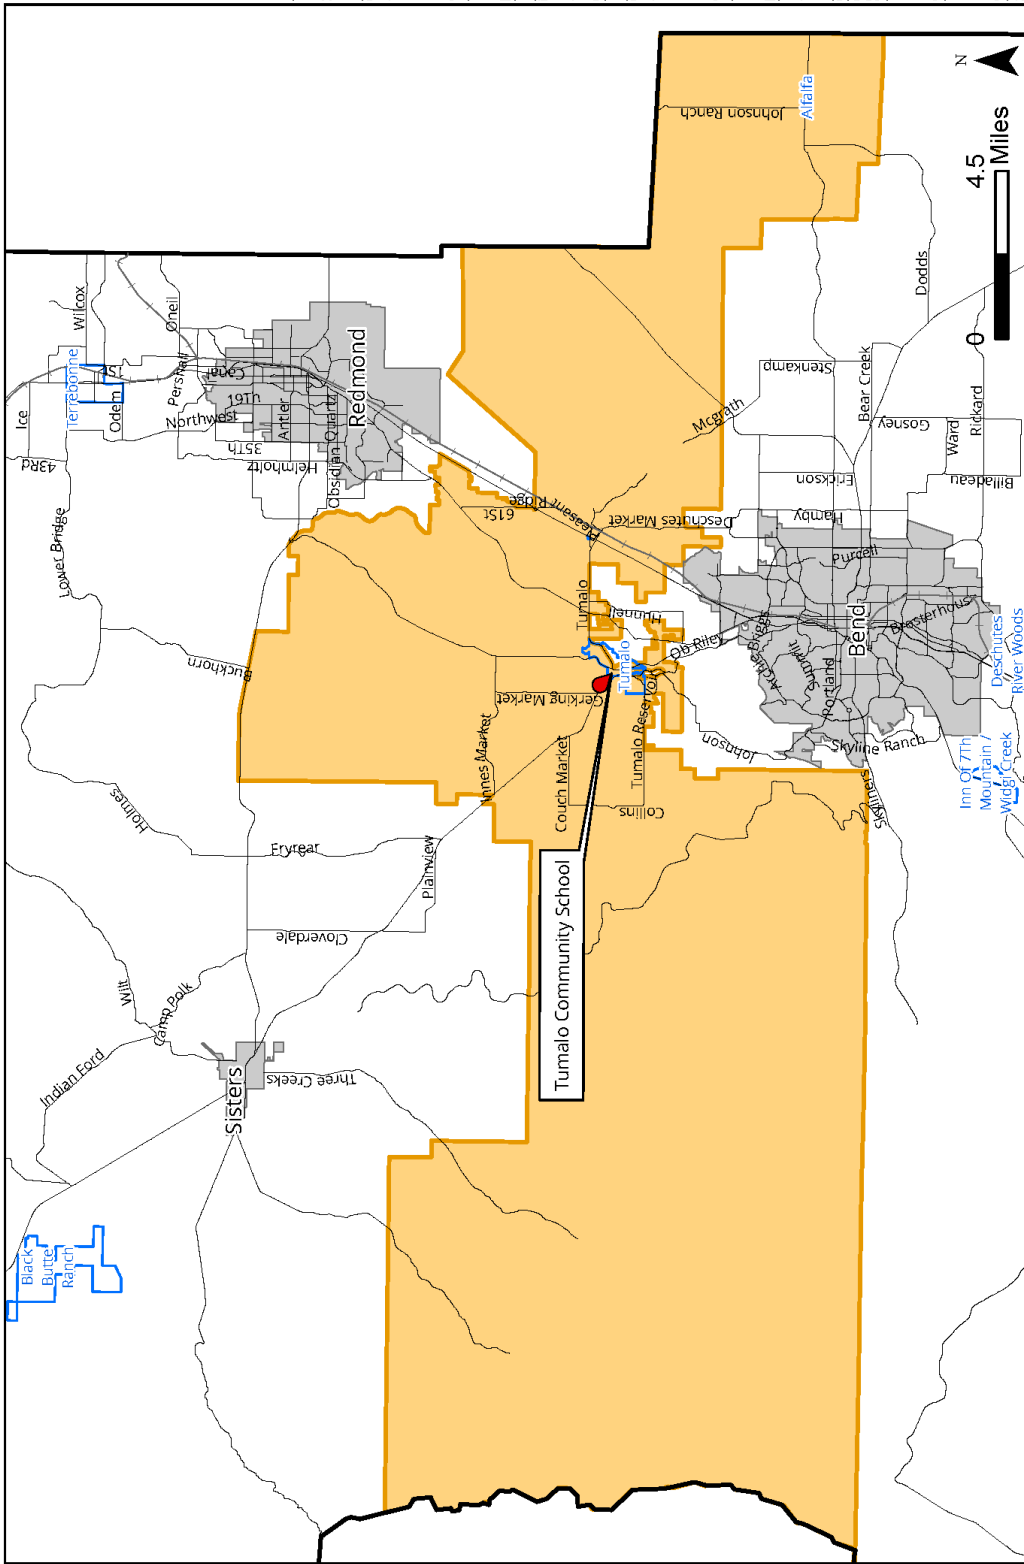 Black
Butte
Ranch
Indian Ford
Wilt
Camp Polk
Sisters
Three Creeks
Cloverdale
Fryrear
Holmes
Plainview
Buckhorn
Lower Bridge
43Rd
Ice
Terrebonne
Odem
1St
Wilcox
Oneil
Pershall
Canal
Northwest
19Th
35Th
Antler
Helmholtz
Obsidian
Quartz
Redmond
Innes Market
Gerking Market
Couch Market
Tumalo
Tumalo
Tumalo Reservoir
Collins
Tumalo Community School
61St
Pleasant Ridge
Deschutes Market
Hunnell
Ob Riley
Johnson
Mcgrath
Johnson Ranch
Alfalfa
Archie Briggs
Summit
Portland
Bend
Skyline Ranch
Skyliners
Purcell
Brosterhous
Hamby
Erickson
Stenkamp
Bear Creek
Gosney
Ward
Rickard
Billadeau
Dodds
Inn Of 7Th
Mountain /
Widgi Creek
Deschutes
River Woods
N
0 4.5
Miles